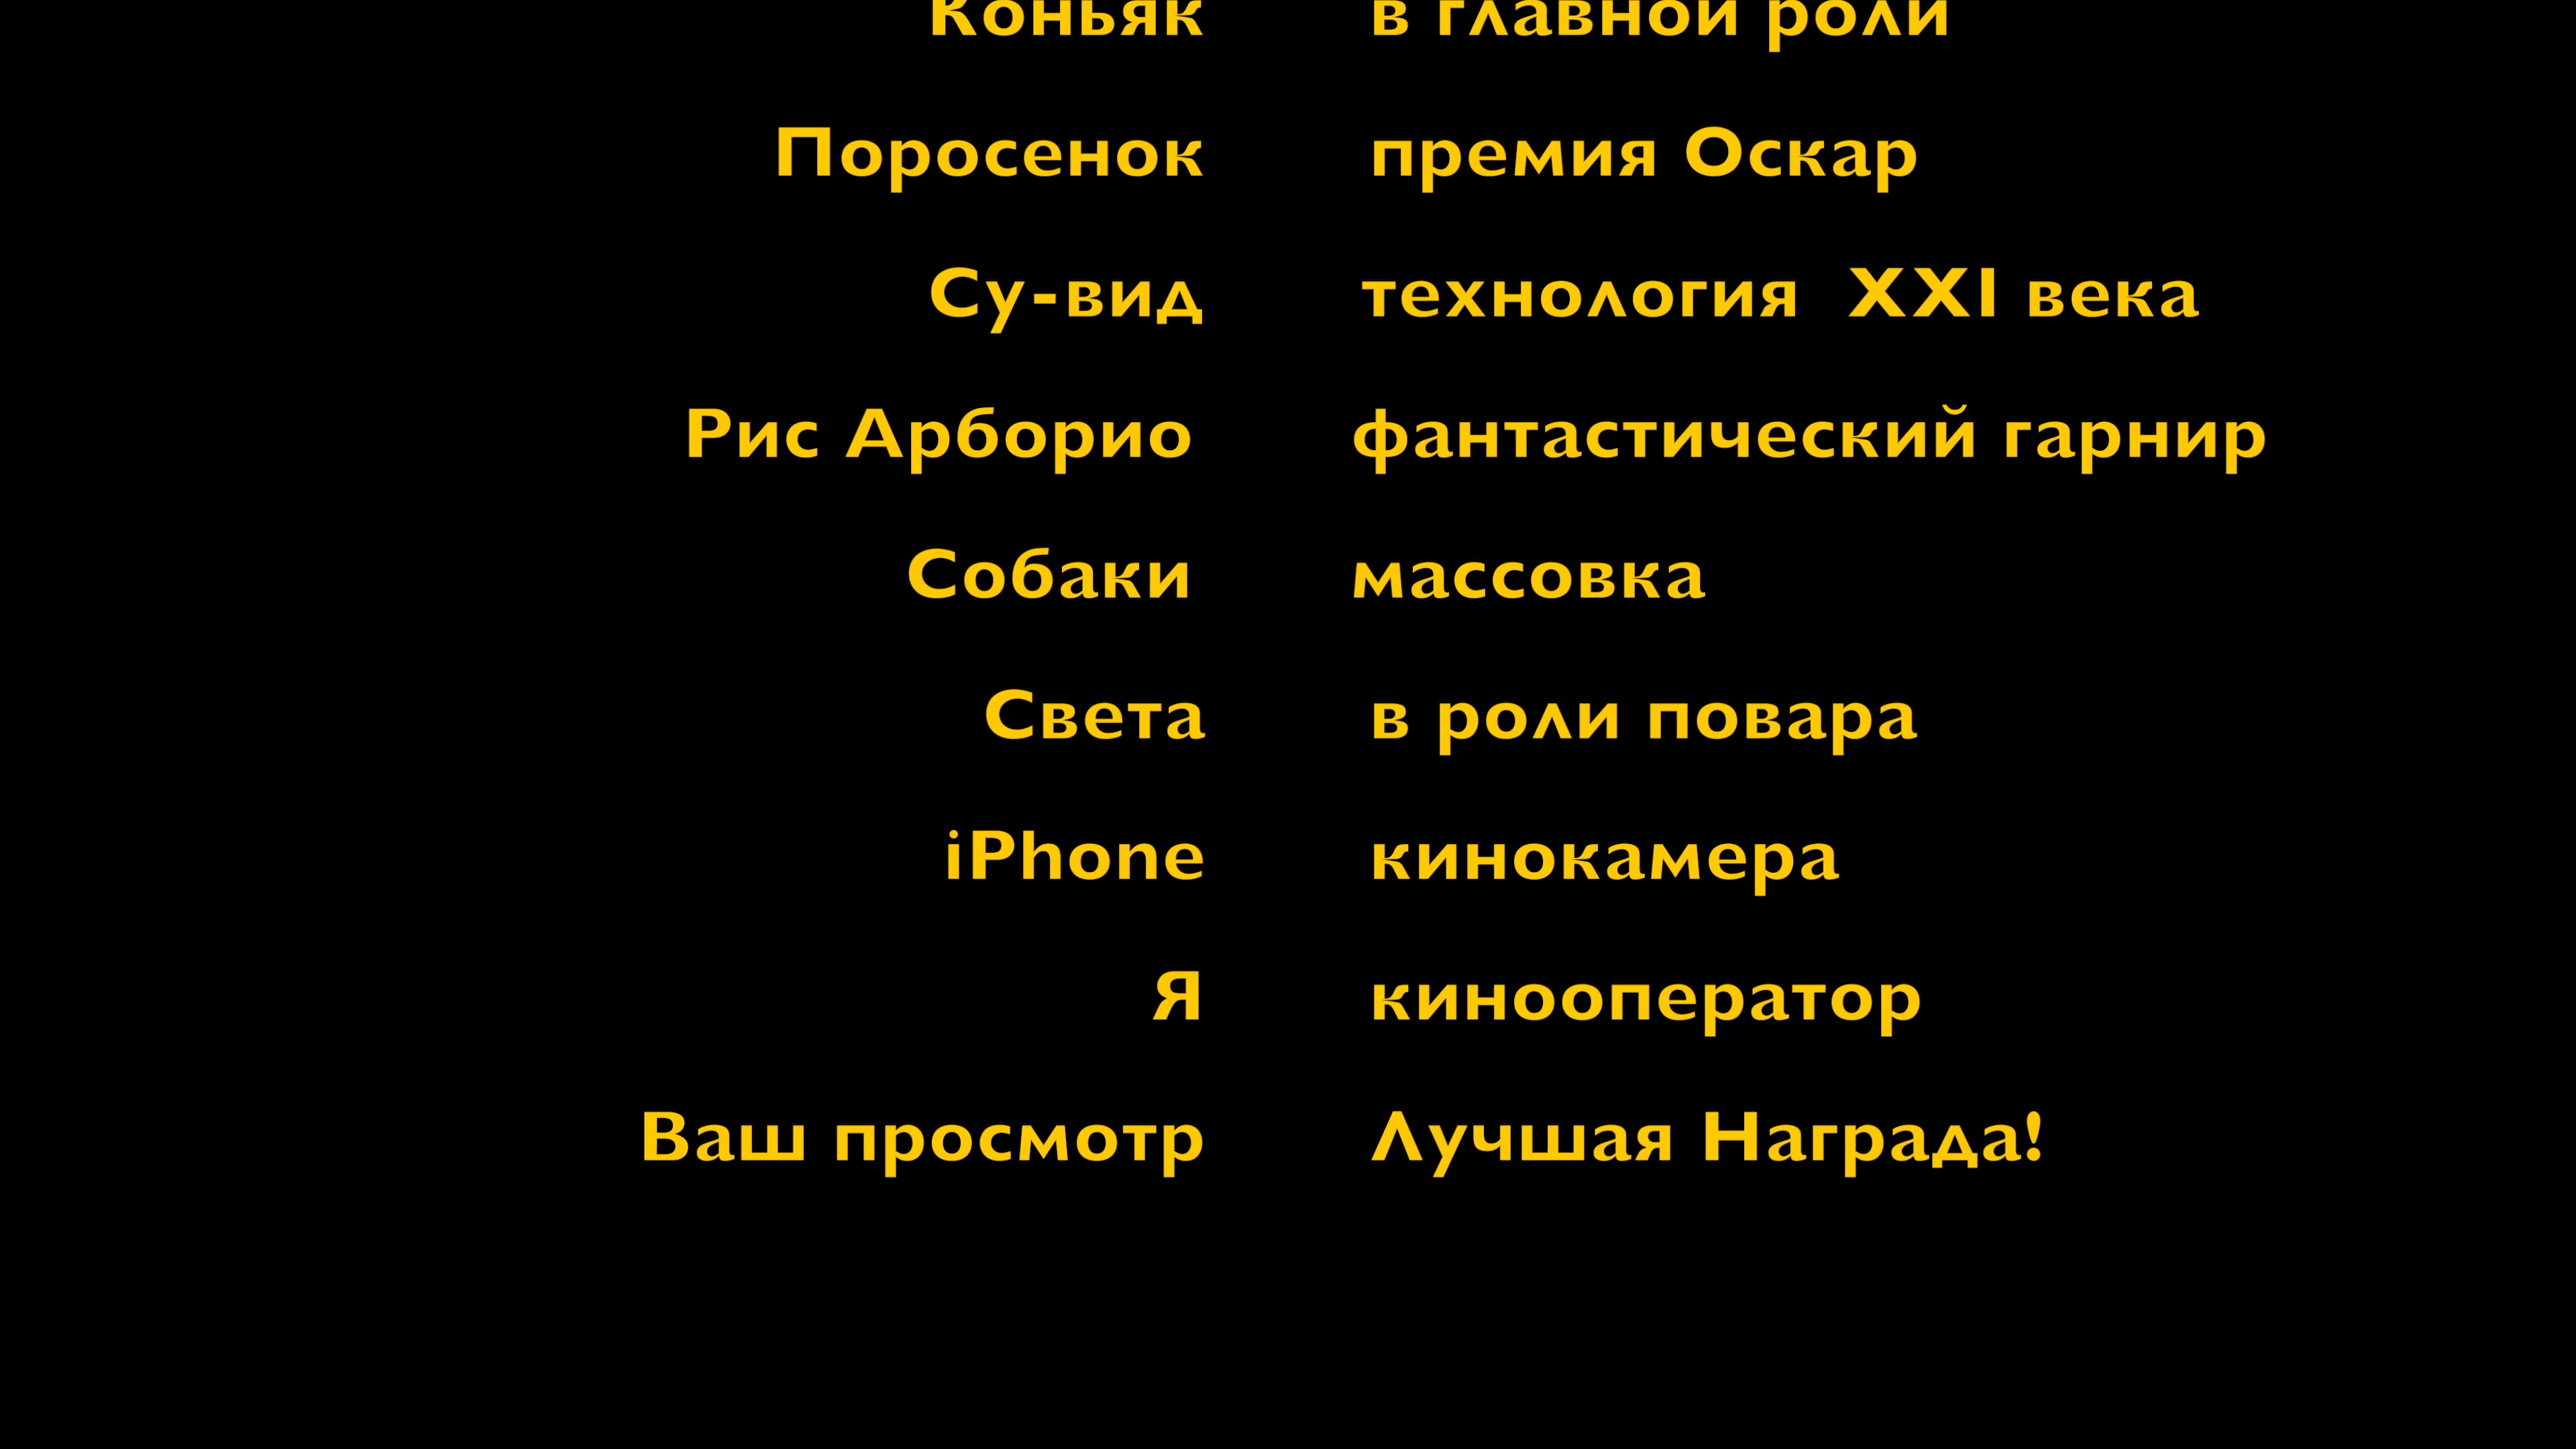 Коньяк в главной роли
Поросенок премия Оскар
Су-вид технология XXI века
Рис Арборио фантастический гарнир
Собаки массовка
Света в роли повара
iPhone кинокамера
Я кинооператор
Ваш просмотр Лучшая Награда!